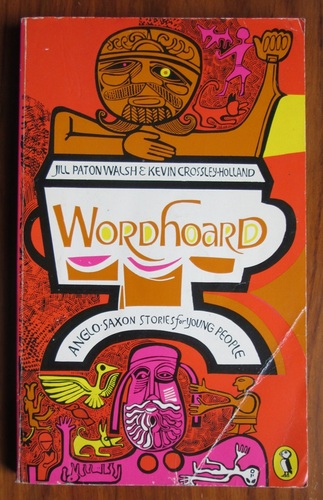 JILL PATON WALSH & KEVIN CROSSLEY-HOLLAND
WORDHOARD
ANGLO-SAXON STORIES for YOUNG PEOPLE